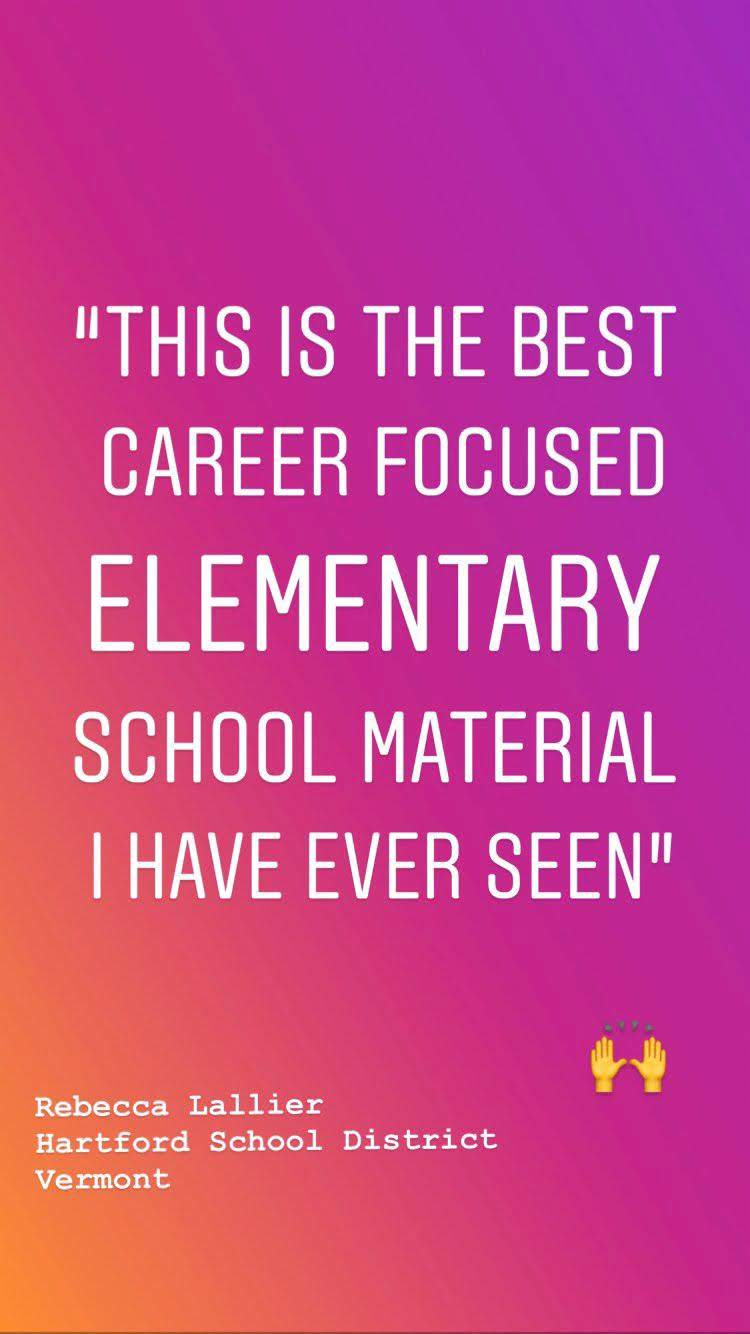 "THIS IS THE BEST
CAREER FOCUSED
ELEMENTARY
SCHOOL MATERIAL
I HAVE EVER SEEN"
Rebecca Lallier
Hartford School District
Vermont